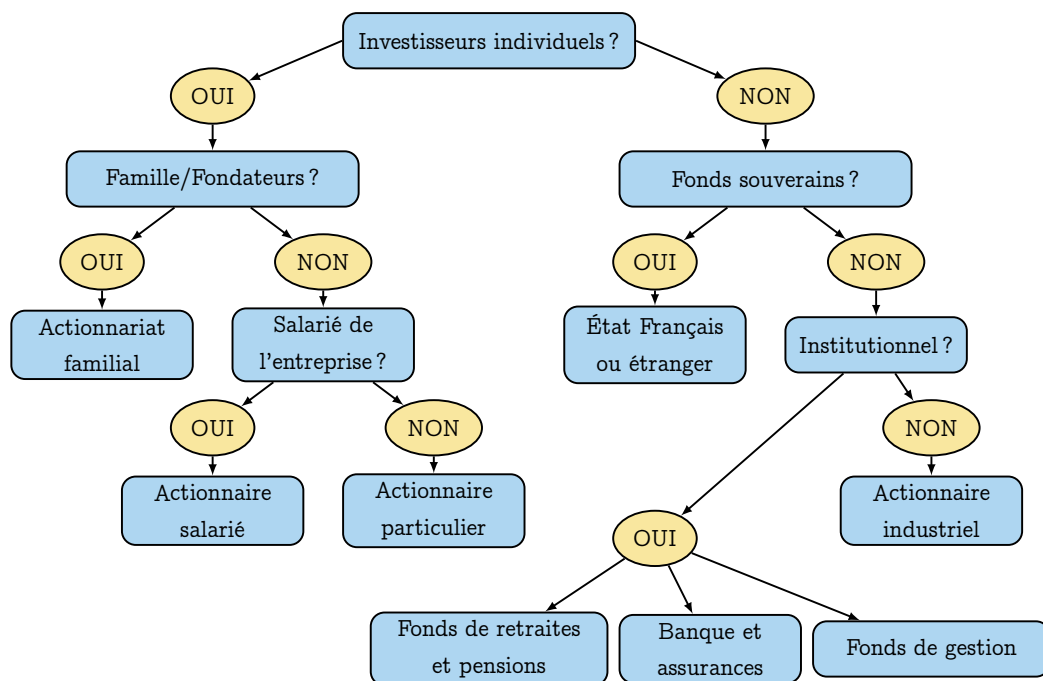 Investisseurs individuels ?
OUI
NON
Famille/Fondateurs ?
Fonds souverains ?
OUI
NON
OUI
NON
Actionnariat
familial
Salarié de
l'entreprise ?
État Français
ou étranger
Institutionnel ?
OUI
NON
NON
Actionnaire
salarié
Actionnaire
particulier
Actionnaire
industriel
OUI
Fonds de retraites
et pensions
Banque et
assurances
Fonds de gestion